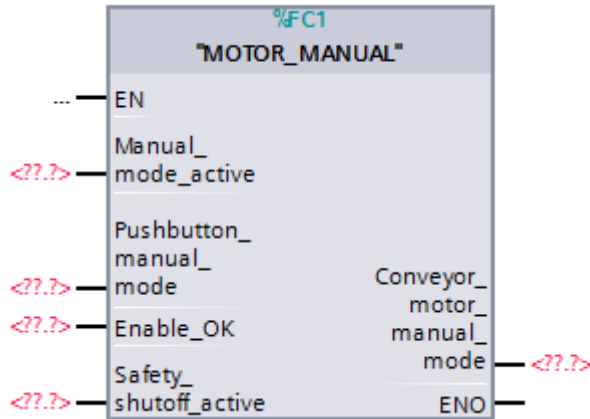 %FC1
"MOTOR_MANUAL"
... EN
Manual_
<??.?> mode_active
Pushbutton_
manual_
<??.?> mode
<??.?> Enable_OK
Safety_
<??.?> shutoff_active
Conveyor_
motor_
manual_
mode <??.?>
ENO